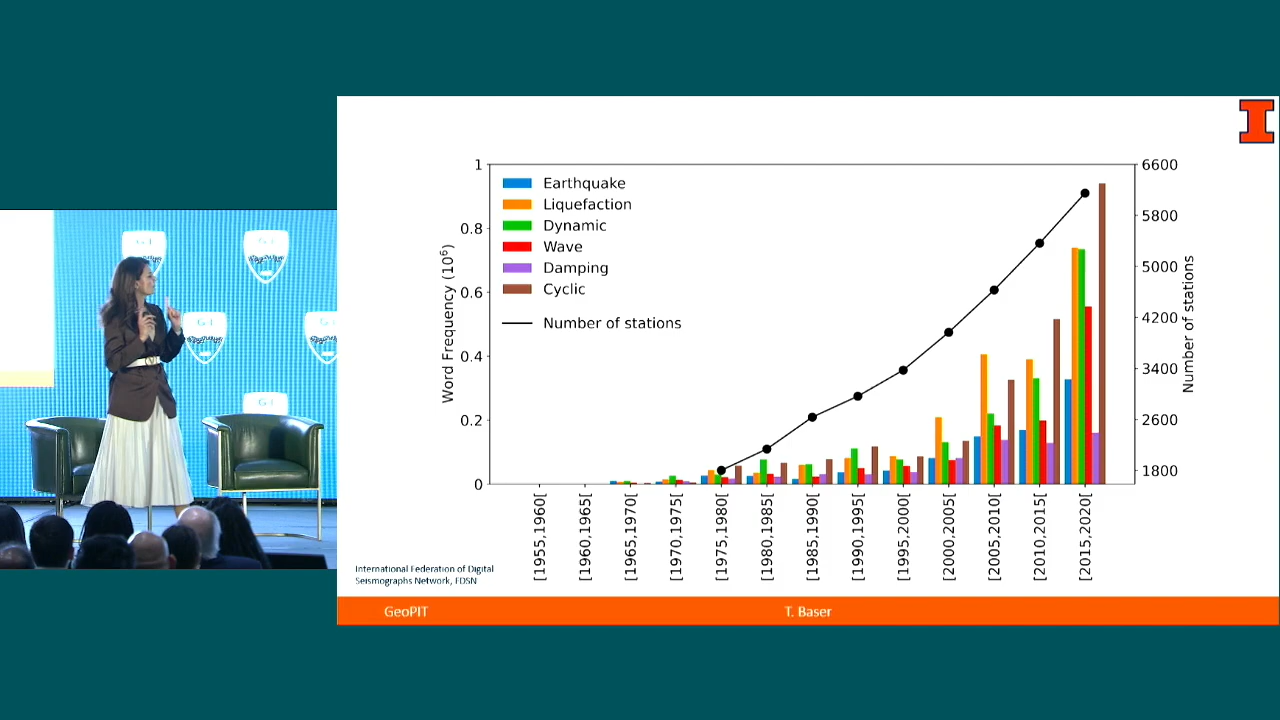 1
0.8
0.6
0.4
0.2
0
Word Frequency (10⁶)
Earthquake
Liquefaction
Dynamic
Wave
Damping
Cyclic
Number of stations
6600
5800
5000
4200
3400
2600
1800
Number of stations
[1955,1960[
[1960,1965[
[1965,1970[
[1970,1975[
[1975,1980[
[1980,1985[
[1985,1990[
[1990,1995[
[1995,2000[
[2000,2005[
[2005,2010[
[2010,2015[
[2015,2020[
International Federation of Digital
Seismographs Network, FDSN
GeoPIT
T. Baser